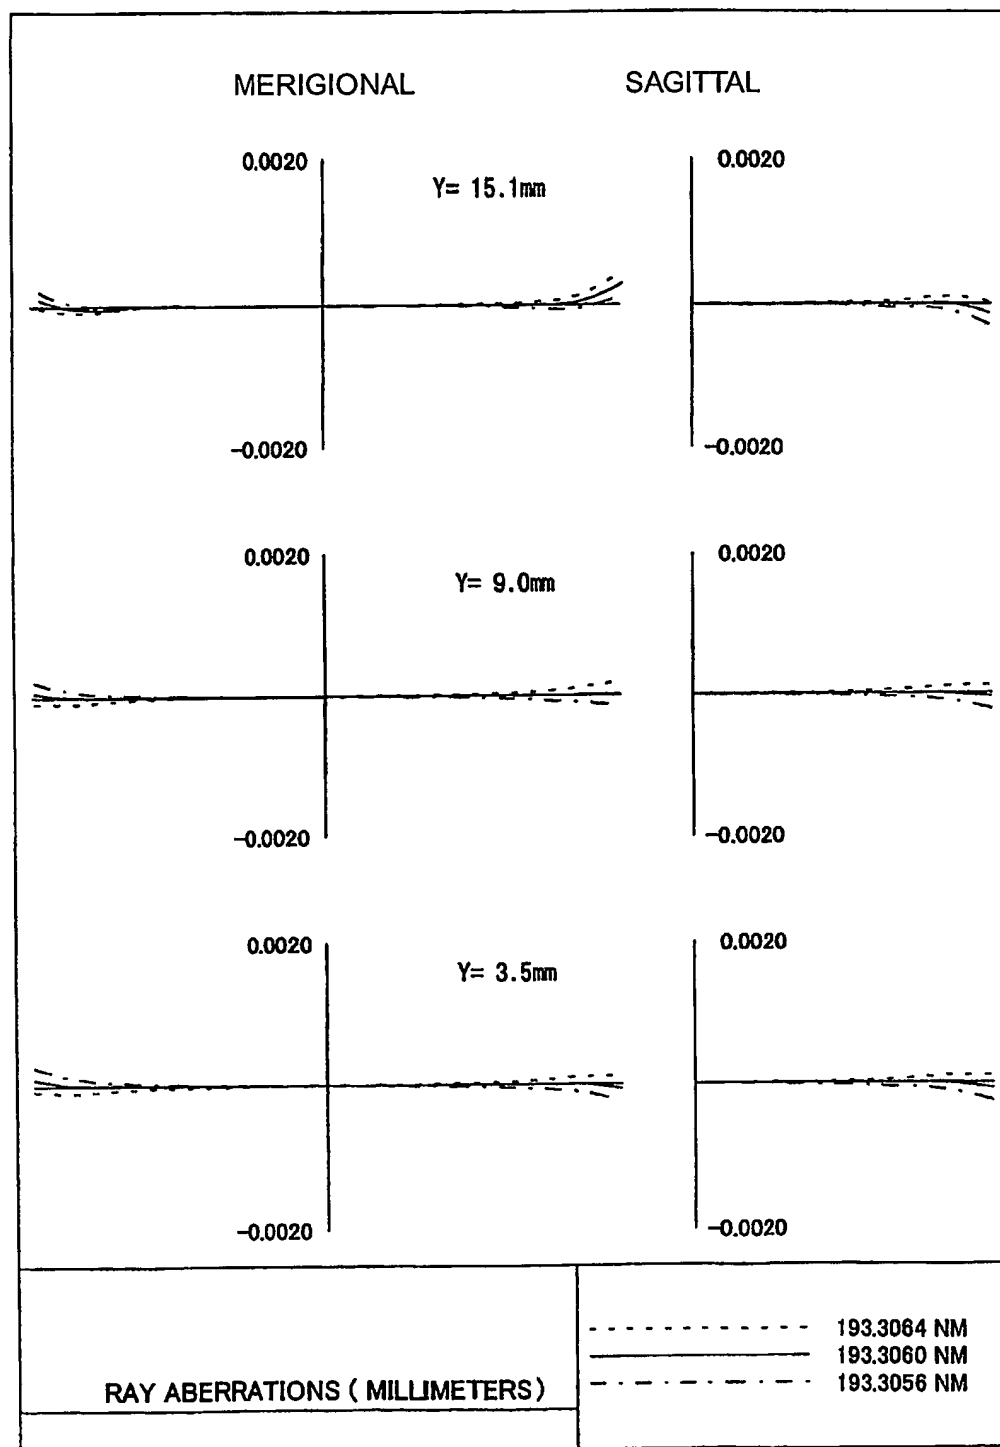 MERIGIONAL SAGITTAL
0.0020 0.0020
Y= 15.1mm
-0.0020 -0.0020
0.0020 0.0020
Y= 9.0mm
-0.0020 -0.0020
0.0020 0.0020
Y= 3.5mm
-0.0020 -0.0020
193.3064 NM
193.3060 NM
193.3056 NM
RAY ABERRATIONS ( MILLIMETERS )